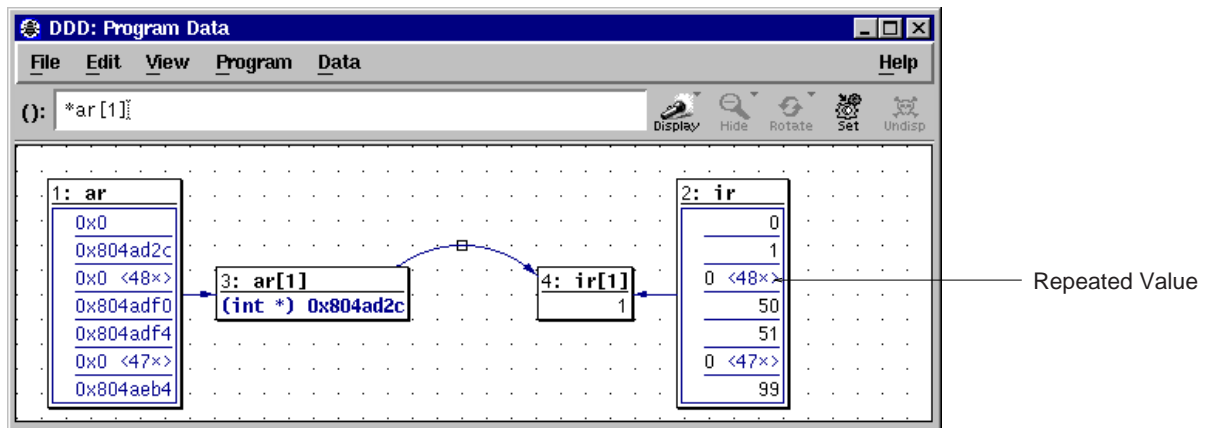 DDD: Program Data
File Edit View Program Data Help
(): *ar[1]
Display Hide Rotate Set Undisp
1: ar
0x0
0x804ad2c
0x0 <48×>
0x804adf0
0x804adf4
0x0 <47×>
0x804aeb4
3: ar[1]
(int *) 0x804ad2c
4: ir[1]
1
2: ir
0
1
0 <48×>
50
51
0 <47×>
99
Repeated Value